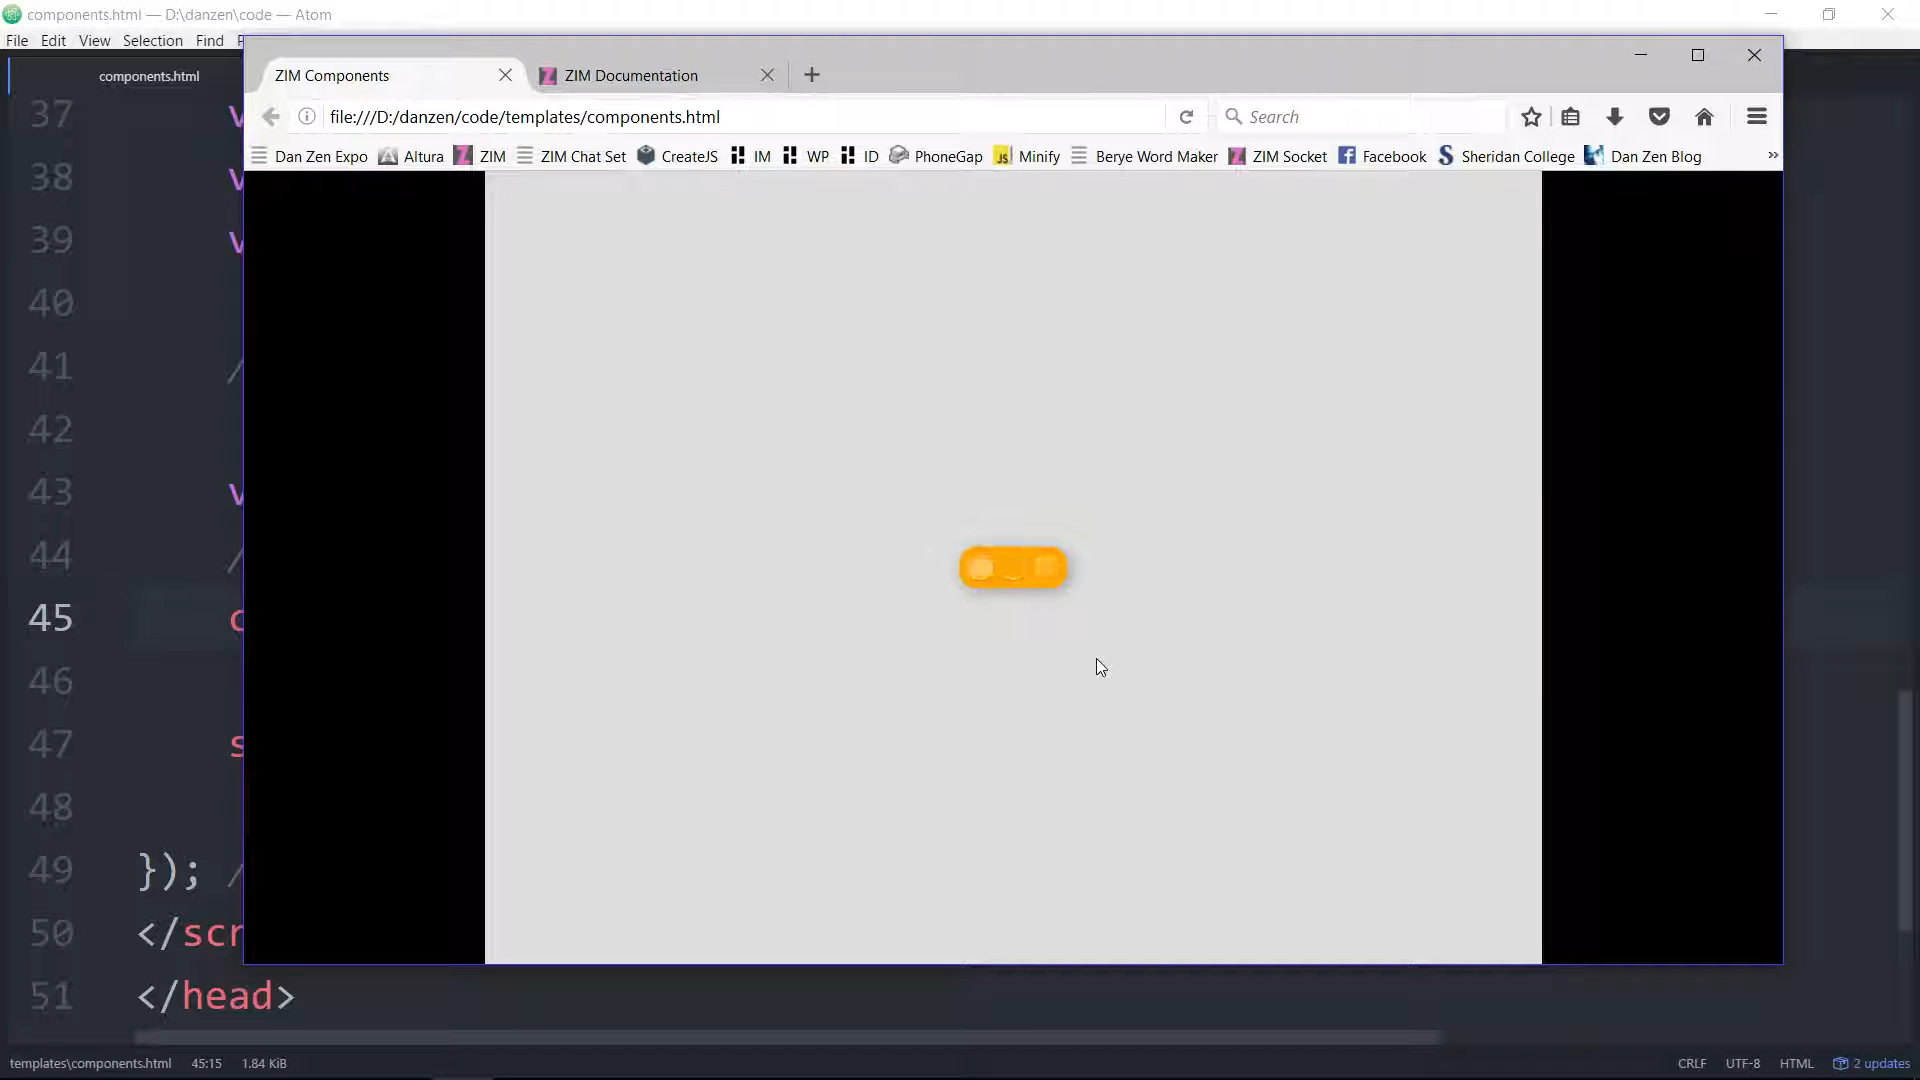 components.html — D:\danzen\code — Atom
File Edit View Selection Find
components.html
ZIM Components
ZIM Documentation
file:///D:/danzen/code/templates/components.html
Search
Dan Zen Expo Altura ZIM ZIM Chat Set CreateJS IM WP ID PhoneGap Minify Berye Word Maker ZIM Socket Facebook Sheridan College Dan Zen Blog »
37 v
38 v
39 v
40
41 /
42
43 v
44 /
45 c
46
47 s
48
49 }); /
50 </scr
51 </head>
templates\components.html 45:15 1.84 KiB
CRLF UTF-8 HTML 2 updates